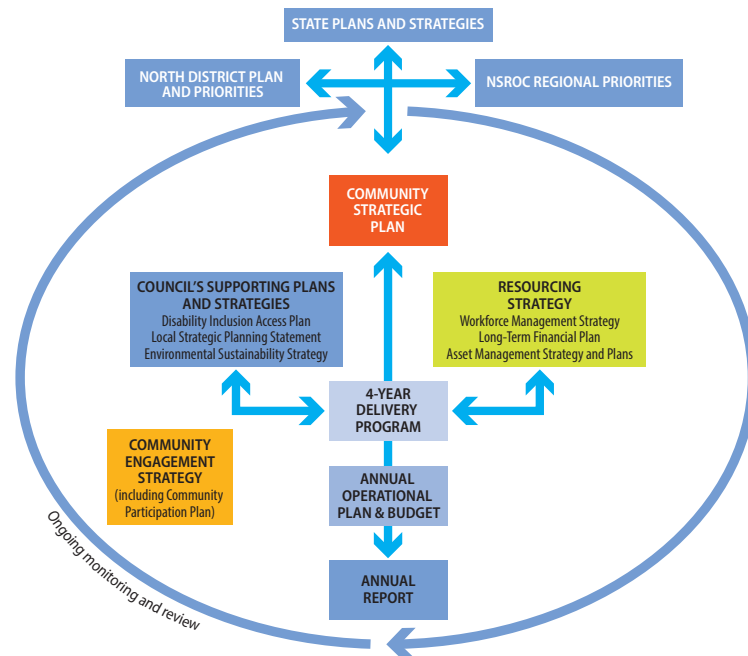 STATE PLANS AND STRATEGIES
NORTH DISTRICT PLAN
AND PRIORITIES
NSROC REGIONAL PRIORITIES
COMMUNITY
STRATEGIC
PLAN
COUNCIL'S SUPPORTING PLANS
AND STRATEGIES
Disability Inclusion Access Plan
Local Strategic Planning Statement
Environmental Sustainability Strategy
RESOURCING
STRATEGY
Workforce Management Strategy
Long-Term Financial Plan
Asset Management Strategy and Plans
4-YEAR
DELIVERY
PROGRAM
COMMUNITY
ENGAGEMENT
STRATEGY
(including Community
Participation Plan)
ANNUAL
OPERATIONAL
PLAN & BUDGET
ANNUAL
REPORT
Ongoing monitoring and review